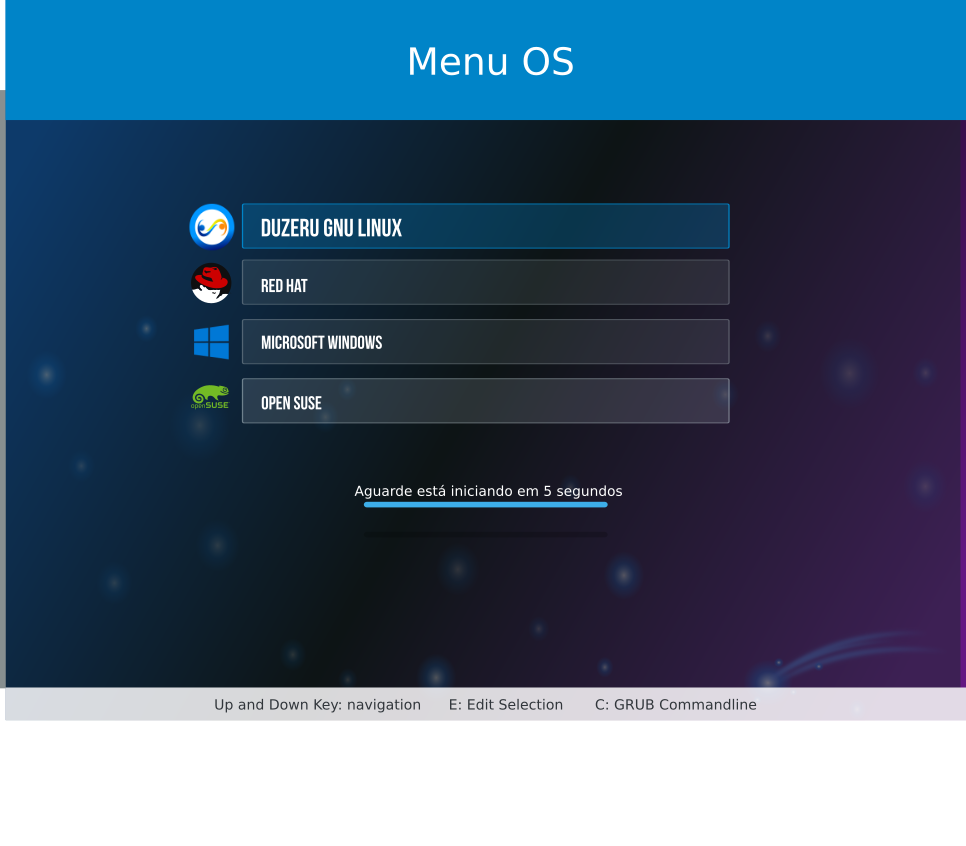 Menu OS
DUZERU GNU LINUX
RED HAT
MICROSOFT WINDOWS
openSUSE
OPEN SUSE
Aguarde está iniciando em 5 segundos
Up and Down Key: navigation E: Edit Selection C: GRUB Commandline